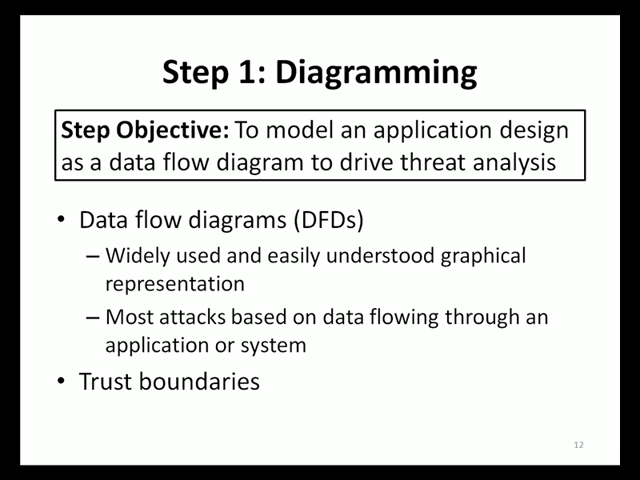 Step 1: Diagramming
Step Objective: To model an application design
as a data flow diagram to drive threat analysis
• Data flow diagrams (DFDs)
– Widely used and easily understood graphical
representation
– Most attacks based on data flowing through an
application or system
• Trust boundaries
12